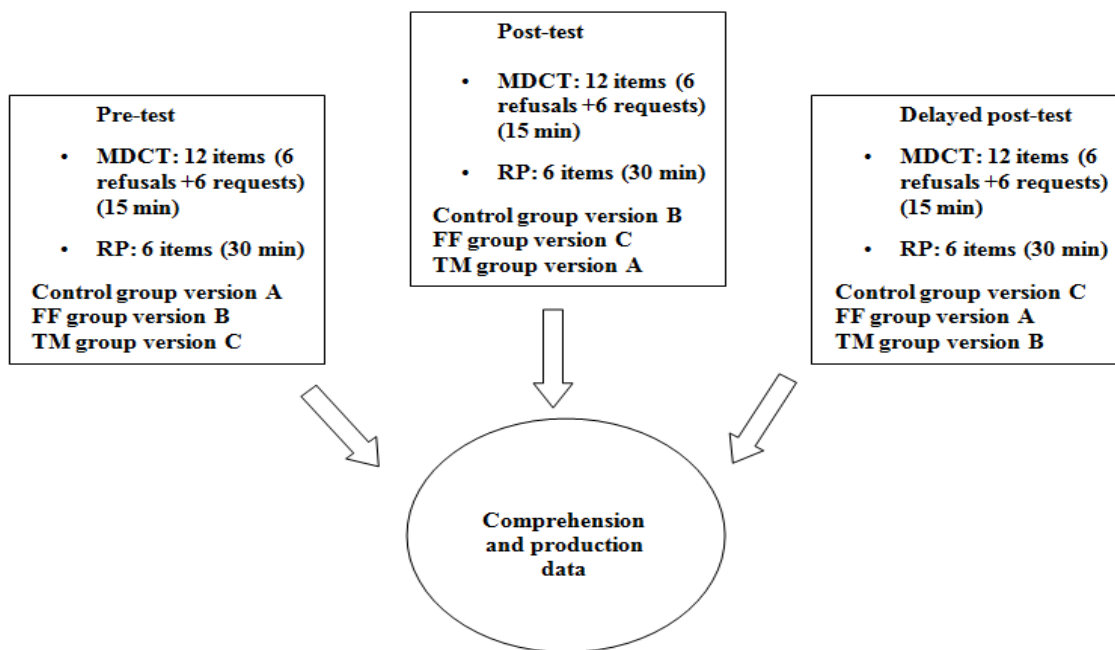 Pre-test
• MDCT: 12 items (6
refusals +6 requests)
(15 min)
• RP: 6 items (30 min)
Control group version A
FF group version B
TM group version C
Post-test
• MDCT: 12 items (6
refusals +6 requests)
(15 min)
• RP: 6 items (30 min)
Control group version B
FF group version C
TM group version A
Delayed post-test
• MDCT: 12 items (6
refusals +6 requests)
(15 min)
• RP: 6 items (30 min)
Control group version C
FF group version A
TM group version B
Comprehension
and production
data